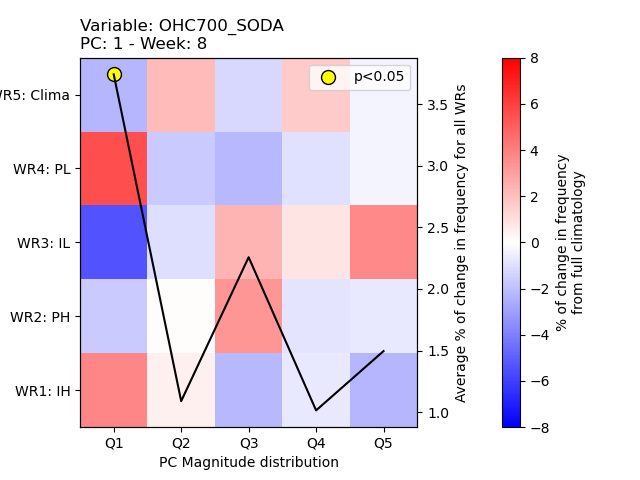 Variable: OHC700_SODA
PC: 1 - Week: 8
p<0.05
WR5: Clima
WR4: PL
WR3: IL
WR2: PH
WR1: IH
Q1 Q2 Q3 Q4 Q5
PC Magnitude distribution
3.5
3.0
2.5
2.0
1.5
1.0
Average % of change in frequency for all WRs
8
6
4
2
0
−2
−4
−6
−8
% of change in frequency
from full climatology